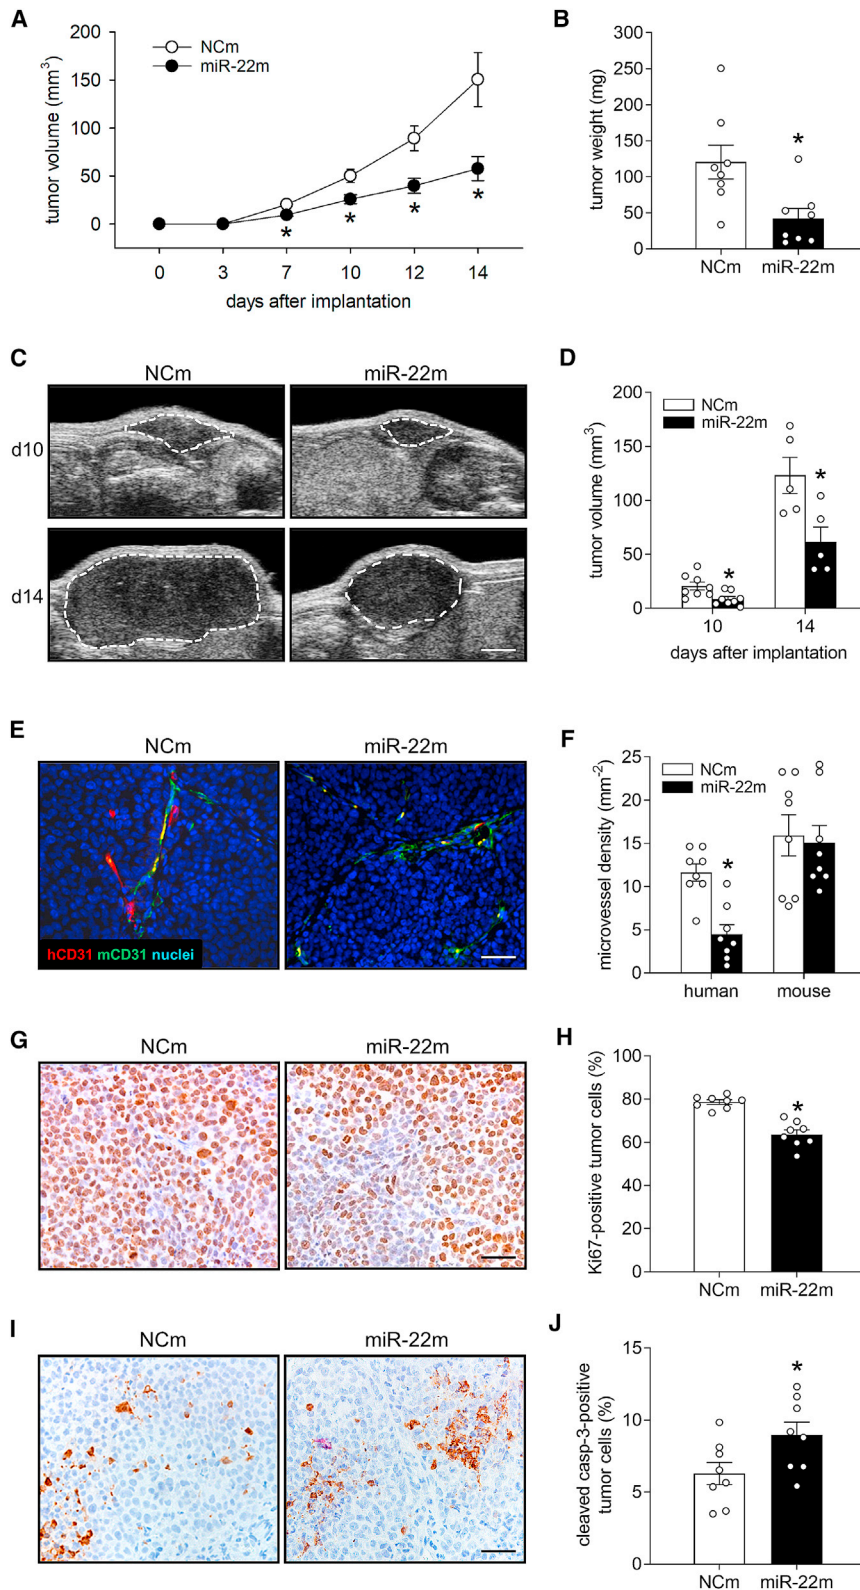 A
tumor volume (mm3)
200
150
100
50
0
NCm
miR-22m
*
*
*
*
0 3 7 10 12 14
days after implantation
B
tumor weight (mg)
300
250
200
150
100
50
0
*
NCm miR-22m
C
NCm miR-22m
d10
d14
D
tumor volume (mm3)
200
150
100
50
0
NCm
miR-22m
*
*
10 14
days after implantation
E
NCm miR-22m
hCD31 mCD31 nuclei
F
microvessel density (mm-2)
25
20
15
10
5
0
NCm
miR-22m
*
human mouse
G
NCm miR-22m
H
Ki67-positive tumor cells (%)
100
80
60
40
20
0
*
NCm miR-22m
I
NCm miR-22m
J
cleaved casp-3-positive
tumor cells (%)
15
10
5
0
*
NCm miR-22m